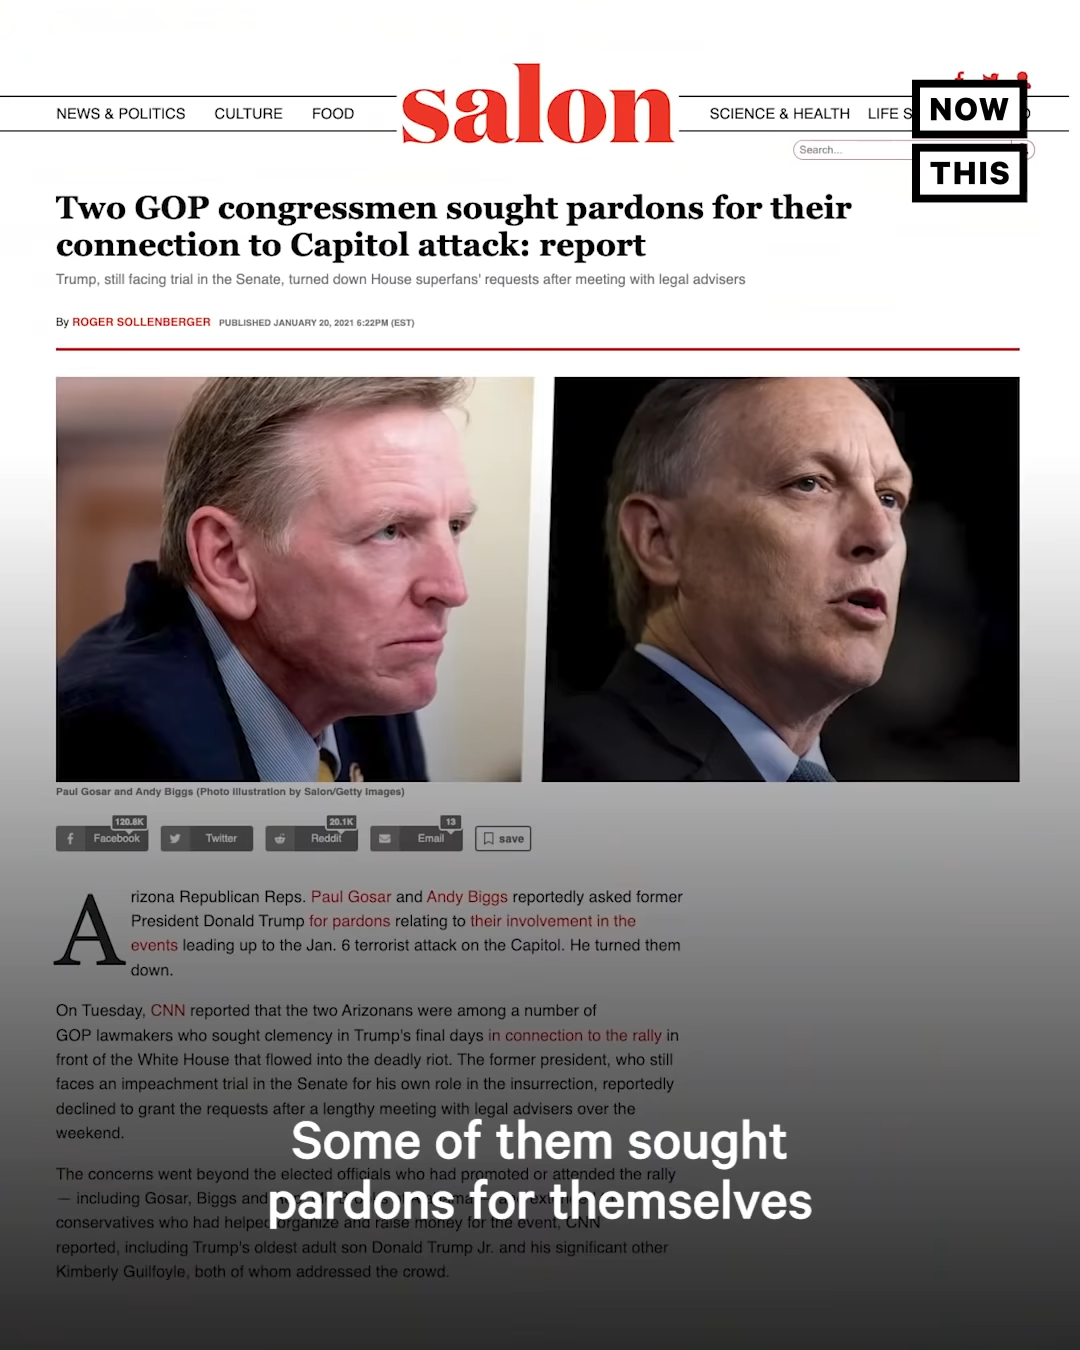 NEWS & POLITICS CULTURE FOOD salon SCIENCE & HEALTH LIFE S
NOW
THIS
Search...
Two GOP congressmen sought pardons for their
connection to Capitol attack: report
Trump, still facing trial in the Senate, turned down House superfans' requests after meeting with legal advisers
By ROGER SOLLENBERGER PUBLISHED JANUARY 20, 2021 6:22PM (EST)
Paul Gosar and Andy Biggs (Photo illustration by Salon/Getty Images)
120.8K 20.1K 13
Facebook Twitter Reddit Email save
Arizona Republican Reps. Paul Gosar and Andy Biggs reportedly asked former
President Donald Trump for pardons relating to their involvement in the
events leading up to the Jan. 6 terrorist attack on the Capitol. He turned them
down.
On Tuesday, CNN reported that the two Arizonans were among a number of
GOP lawmakers who sought clemency in Trump's final days in connection to the rally in
front of the White House that flowed into the deadly riot. The former president, who still
faces an impeachment trial in the Senate for his own role in the insurrection, reportedly
declined to grant the requests after a lengthy meeting with legal advisers over the
weekend.
Some of them sought
pardons for themselves
The concerns went beyond the elected officials who had promoted or attended the rally
— including Gosar, Biggs and
conservatives who had helped organize and raise money for the event, CNN
reported, including Trump's oldest adult son Donald Trump Jr. and his significant other
Kimberly Guilfoyle, both of whom addressed the crowd.